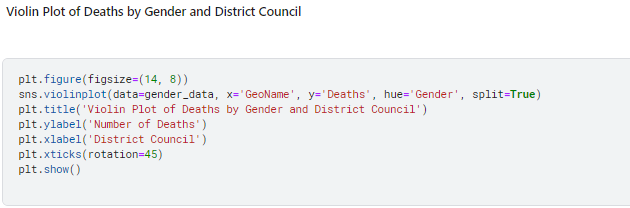 Violin Plot of Deaths by Gender and District Council
plt.figure(figsize=(14, 8))
sns.violinplot(data=gender_data, x='GeoName', y='Deaths', hue='Gender', split=True)
plt.title('Violin Plot of Deaths by Gender and District Council')
plt.ylabel('Number of Deaths')
plt.xlabel('District Council')
plt.xticks(rotation=45)
plt.show()